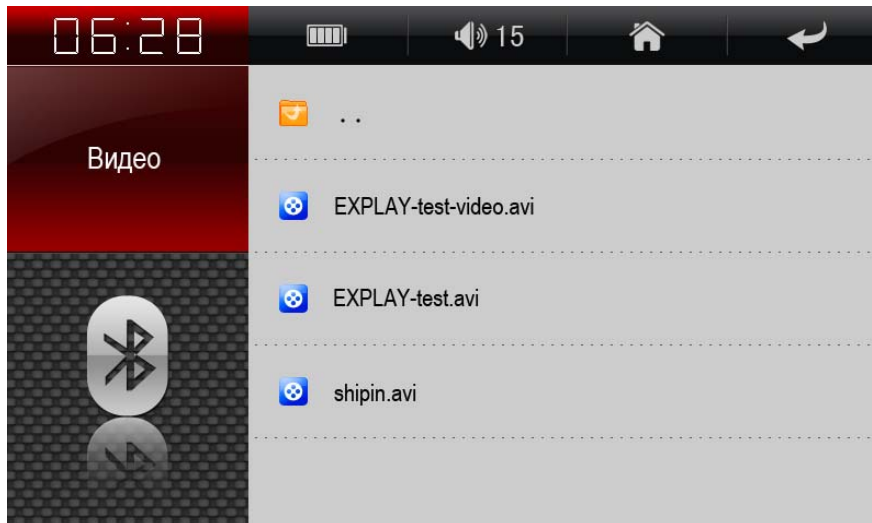 06:28
15
Видео
..
EXPLAY-test-video.avi
EXPLAY-test.avi
shipin.avi